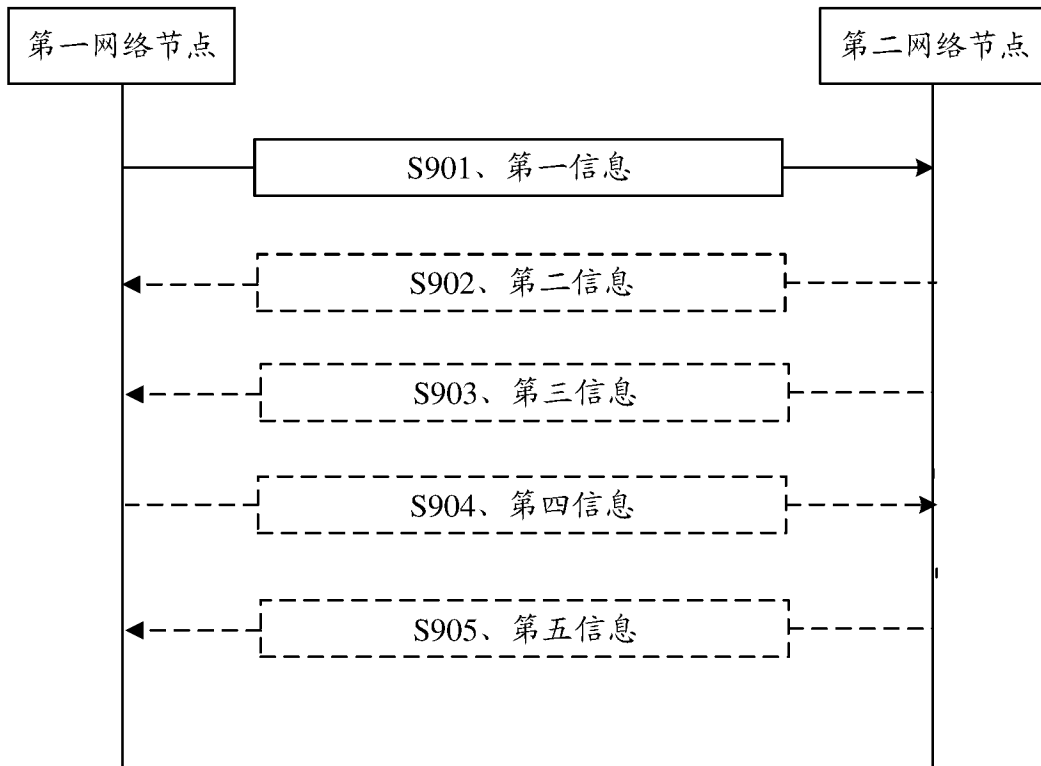 第一网络节点
第二网络节点
S901、第一信息
S902、第二信息
S903、第三信息
S904、第四信息
S905、第五信息